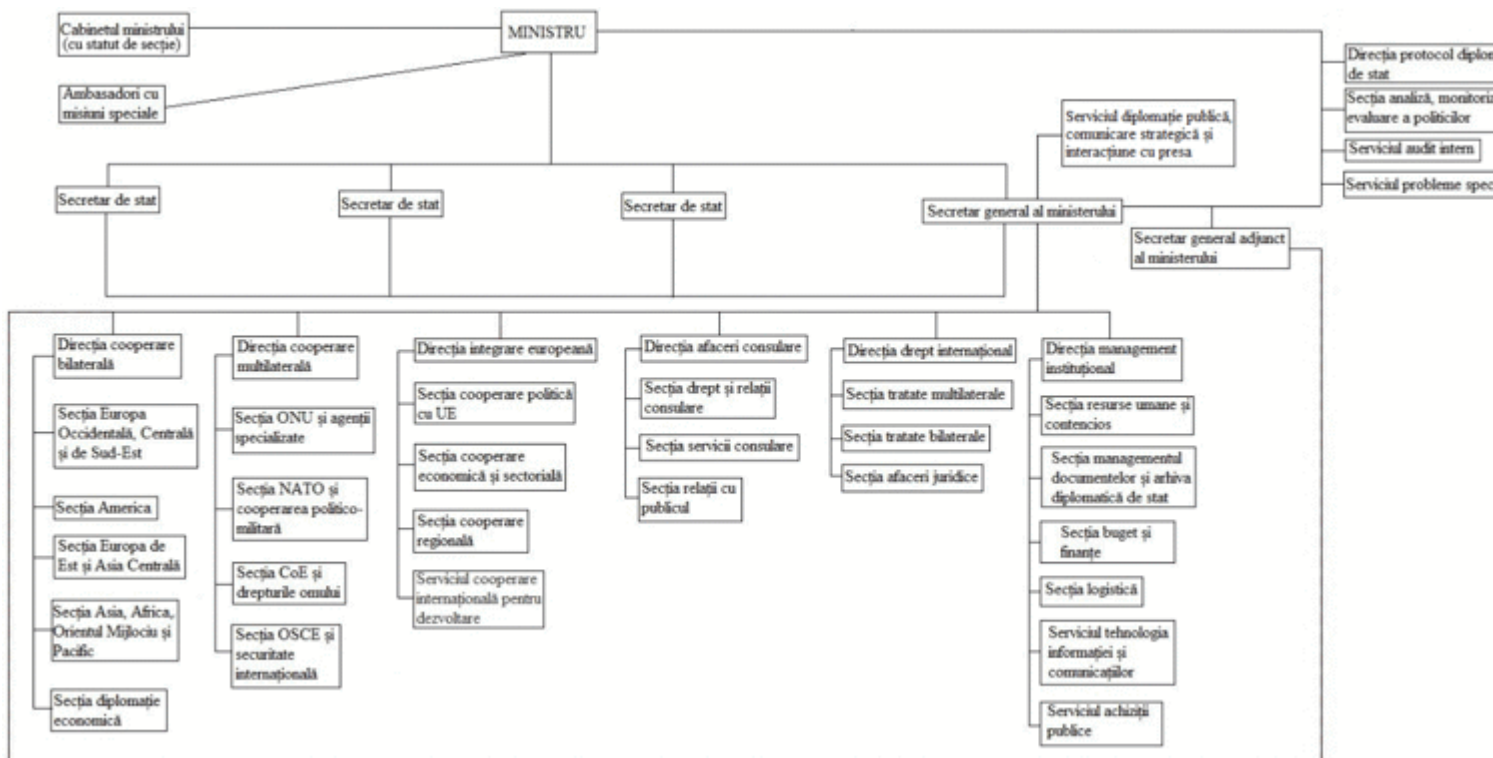 Cabinetul ministrului
(cu statut de secție)
MINISTRU
Ambasadori cu
misiuni speciale
Direcția protocol
de stat
Secția analiză,
evaluare a politicilor
Serviciul audit intern
Serviciul probleme
Serviciul diplomație publică,
comunicare strategică și
interacțiune cu presa
Secretar de stat
Secretar de stat
Secretar de stat
Secretar general al ministerului
Secretar general adjunct
al ministerului
Direcția cooperare
bilaterală
Secția Europa
Occidentală, Centrală
și de Sud-Est
Secția America
Secția Europa de
Est și Asia Centrală
Secția Asia, Africa,
Orientul Mijlociu și
Pacific
Secția diplomație
economică
Direcția cooperare
multilaterală
Secția ONU și agenții
specializate
Secția NATO și
cooperarea politico-
militară
Secția CoE și
drepturile omului
Secția OSCE și
securitate
internațională
Direcția integrare europeană
Secția cooperare politică
cu UE
Secția cooperare
economică și sectorială
Secția cooperare
regională
Serviciul cooperare
internațională pentru
dezvoltare
Direcția afaceri consulare
Secția drept și relații
consulare
Secția servicii consulare
Secția relații cu
publicul
Direcția drept internațional
Secția tratate multilaterale
Secția tratate bilaterale
Secția afaceri juridice
Direcția management
instituțional
Secția resurse umane și
contencios
Secția managementul
documentelor și arhiva
diplomatică de stat
Secția buget și
finanțe
Secția logistică
Serviciul tehnologia
informației și
comunicațiilor
Serviciul achiziții
publice